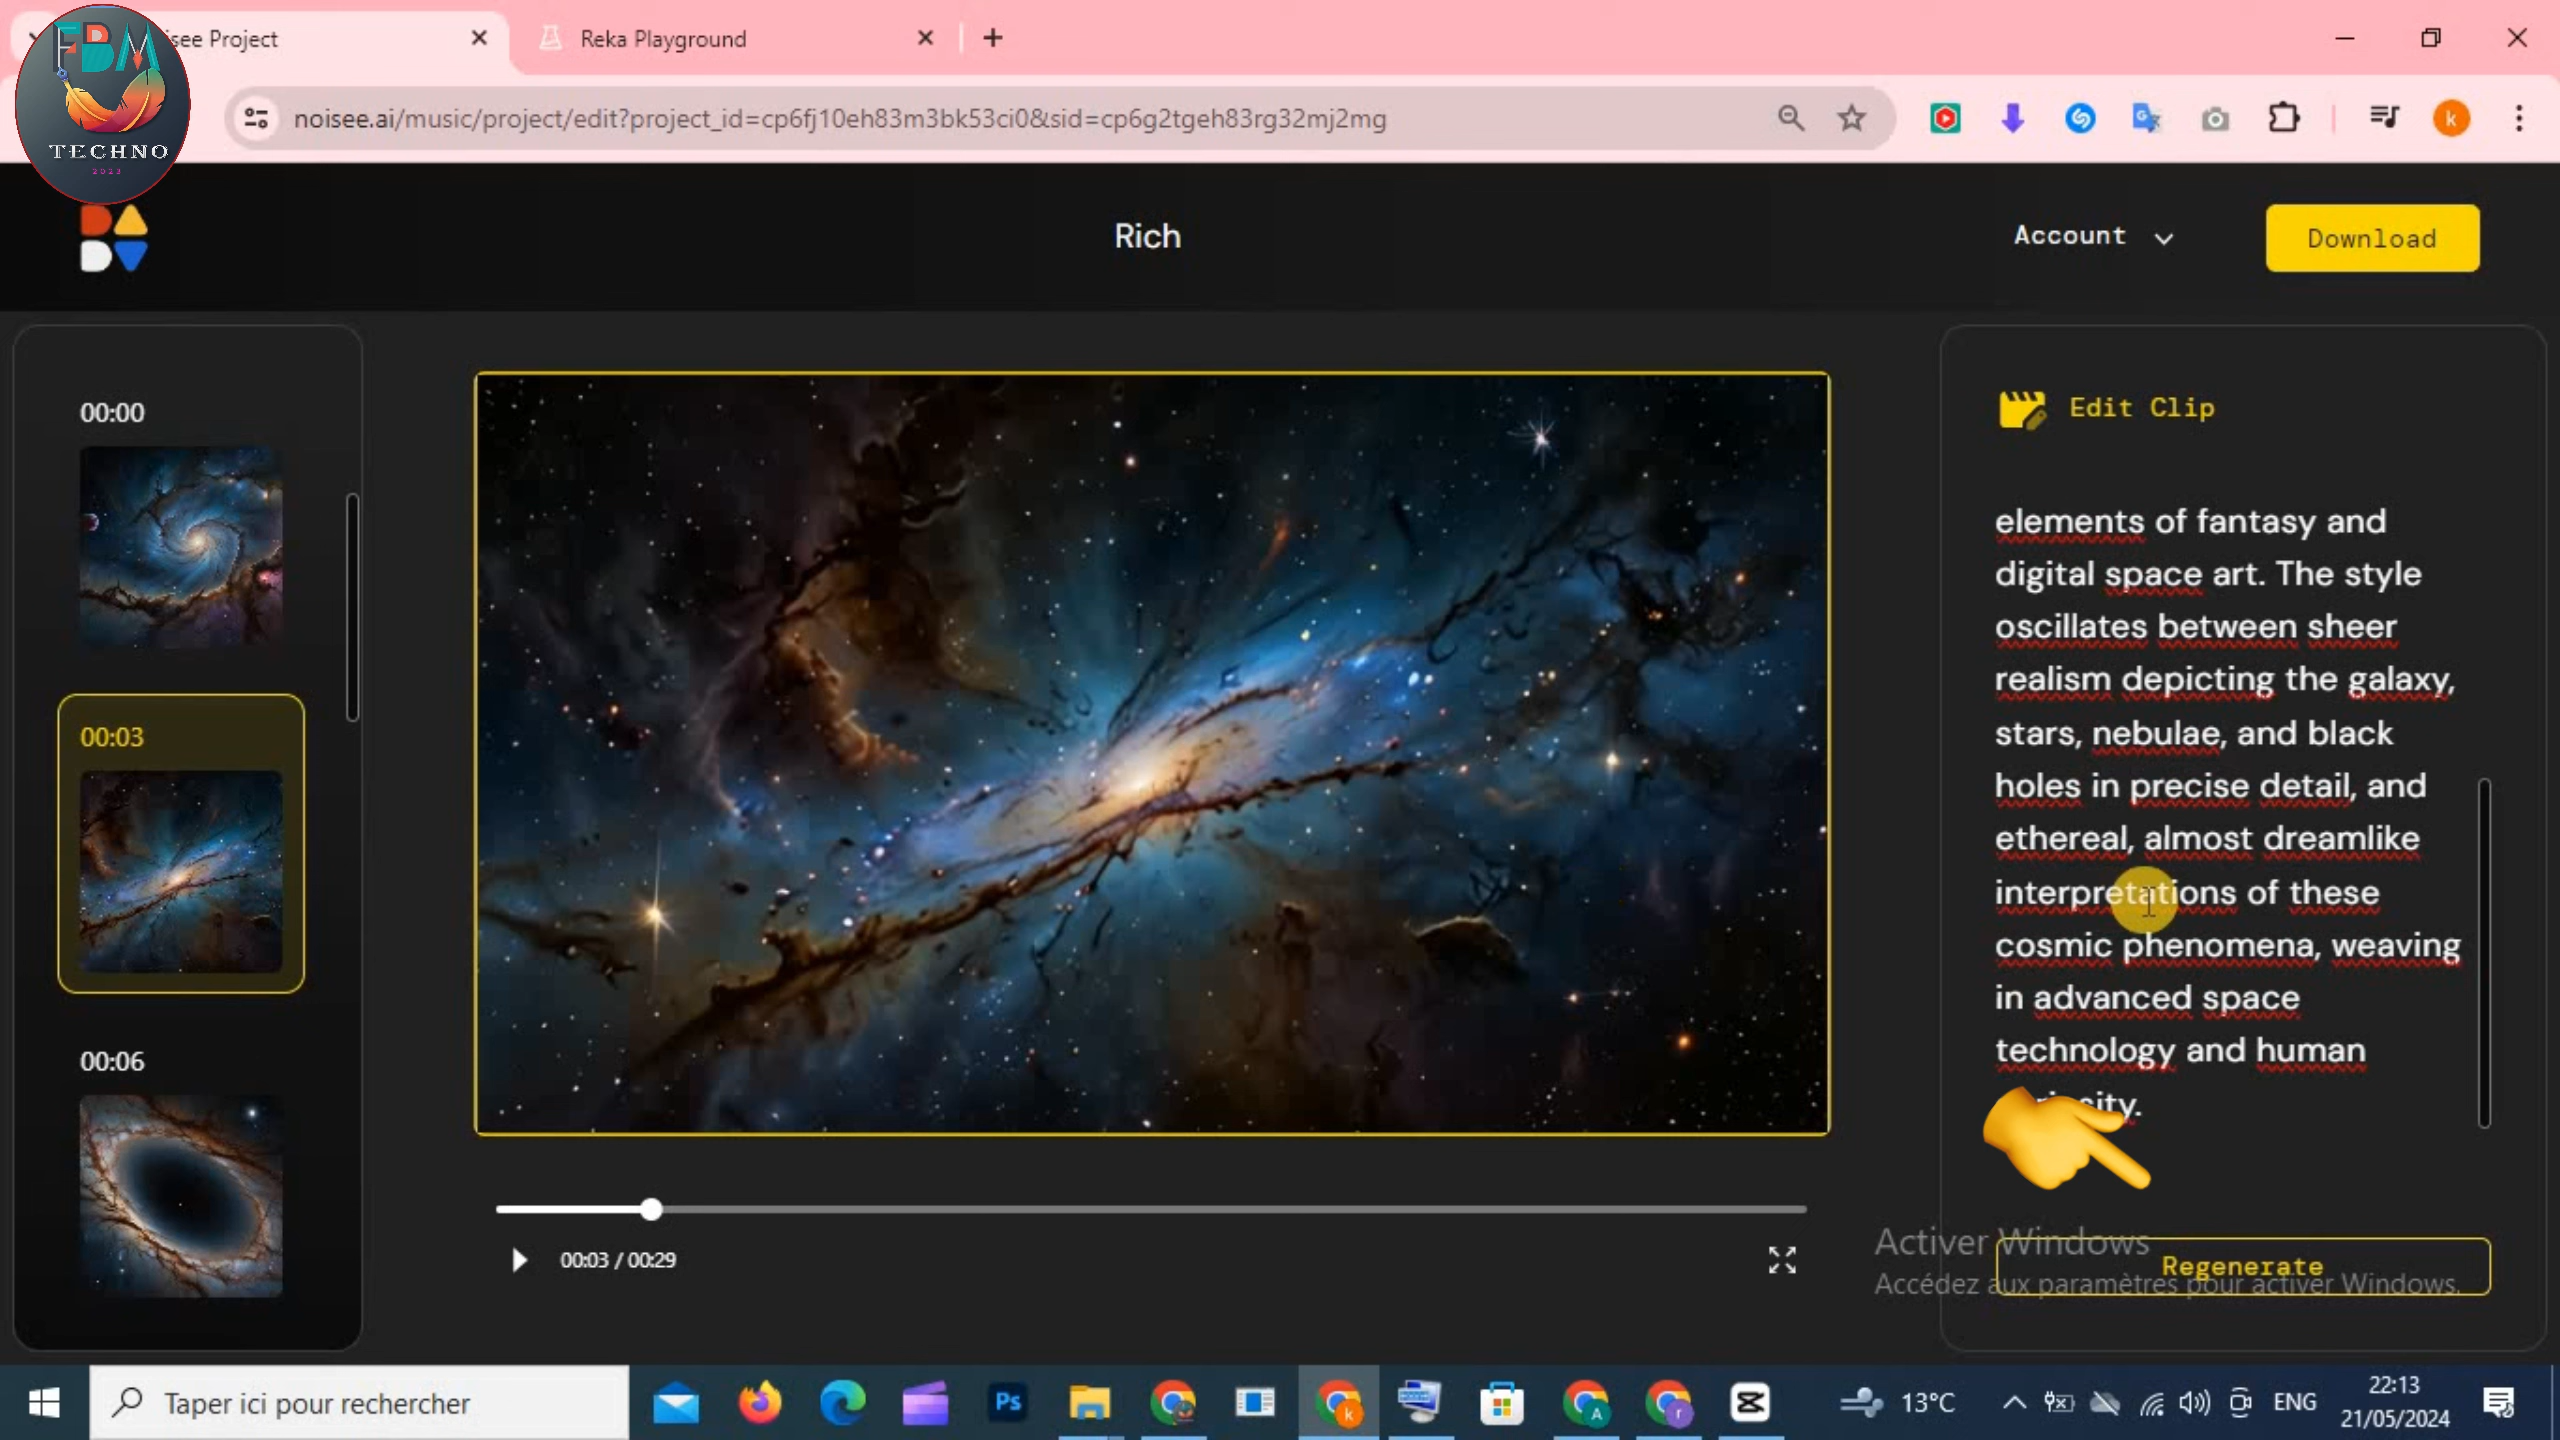 isee Project
Reka Playground
FBM
TECHNO
2023
noisee.ai/music/project/edit?project_id=cp6fj10eh83m3bk53ci0&sid=cp6g2tgeh83rg32mj2mg
k
Rich
Account
Download
00:00
00:03
00:06
Edit Clip
elements of fantasy and
digital space art. The style
oscillates between sheer
realism depicting the galaxy,
stars, nebulae, and black
holes in precise detail, and
ethereal, almost dreamlike
interpretations of these
cosmic phenomena, weaving
in advanced space
technology and human
00:03 / 00:29
Activer Windows
Regenerate
Accédez aux paramètres pour activer Windows.
Taper ici pour rechercher
Ps
k
A
r
13°C
ENG
22:13
21/05/2024